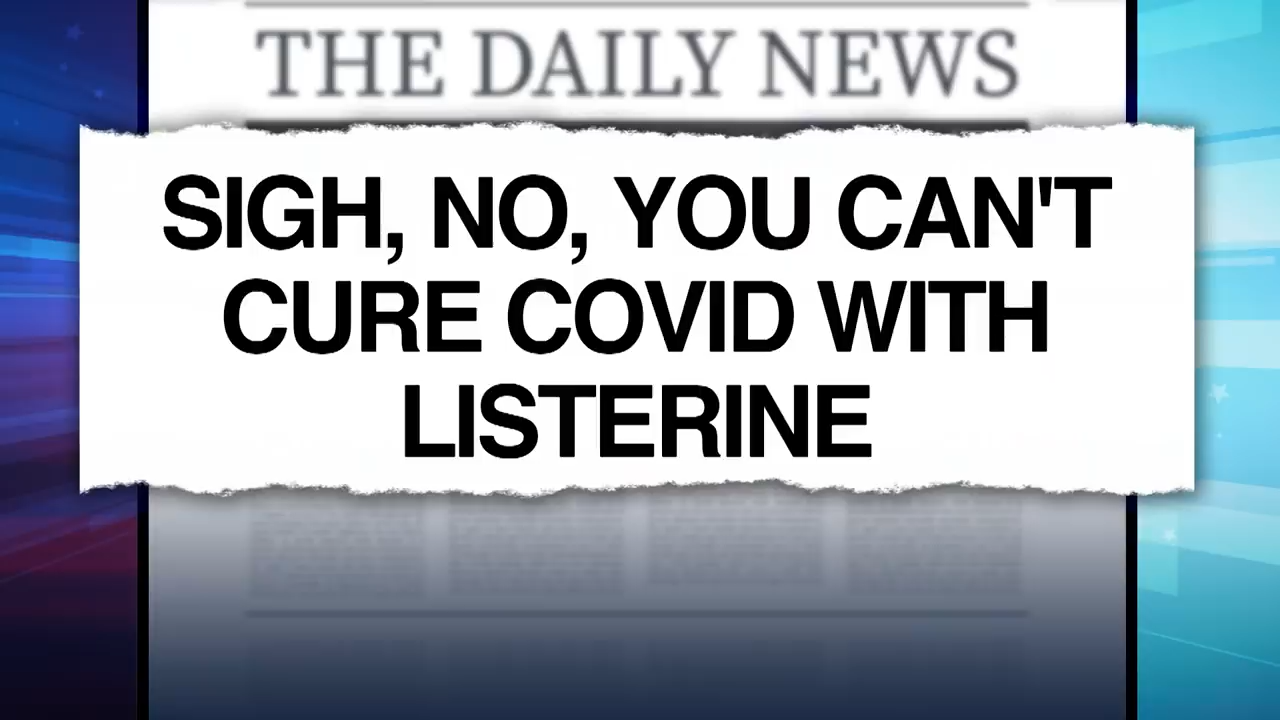 THE DAILY NEWS
SIGH, NO, YOU CAN'T
CURE COVID WITH
LISTERINE